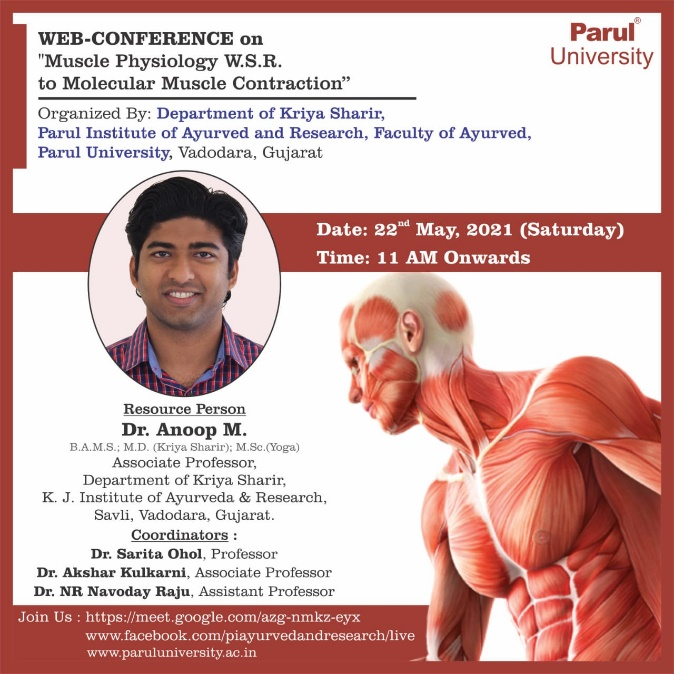 WEB-CONFERENCE on
"Muscle Physiology W.S.R.
to Molecular Muscle Contraction”
Parul®
University
Organized By: Department of Kriya Sharir,
Parul Institute of Ayurved and Research, Faculty of Ayurved,
Parul University, Vadodara, Gujarat
Date: 22nd May, 2021 (Saturday)
Time: 11 AM Onwards
Resource Person
Dr. Anoop M.
B.A.M.S.; M.D. (Kriya Sharir); M.Sc.(Yoga)
Associate Professor,
Department of Kriya Sharir,
K. J. Institute of Ayurveda & Research,
Savli, Vadodara, Gujarat.
Coordinators :
Dr. Sarita Ohol, Professor
Dr. Akshar Kulkarni, Associate Professor
Dr. NR Navoday Raju, Assistant Professor
Join Us : https://meet.google.com/azg-nmkz-eyx
www.facebook.com/piayurvedandresearch/live
www.paruluniversity.ac.in